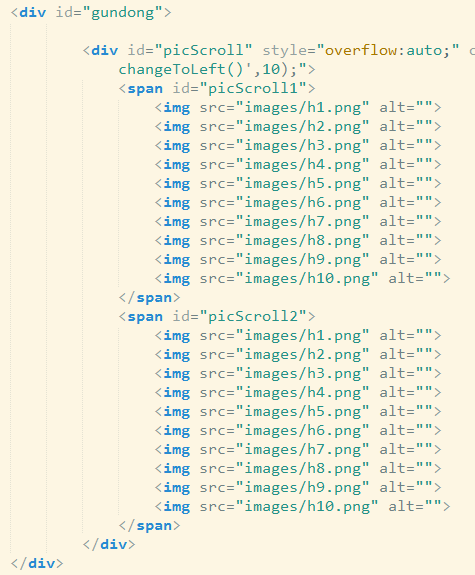 <div id="gundong">
<div id="picScroll" style="overflow:auto;"
changeToLeft()',10);">
<span id="picScroll1">
<img src="images/h1.png" alt="">
<img src="images/h2.png" alt="">
<img src="images/h3.png" alt="">
<img src="images/h4.png" alt="">
<img src="images/h5.png" alt="">
<img src="images/h6.png" alt="">
<img src="images/h7.png" alt="">
<img src="images/h8.png" alt="">
<img src="images/h9.png" alt="">
<img src="images/h10.png" alt="">
</span>
<span id="picScroll2">
<img src="images/h1.png" alt="">
<img src="images/h2.png" alt="">
<img src="images/h3.png" alt="">
<img src="images/h4.png" alt="">
<img src="images/h5.png" alt="">
<img src="images/h6.png" alt="">
<img src="images/h7.png" alt="">
<img src="images/h8.png" alt="">
<img src="images/h9.png" alt="">
<img src="images/h10.png" alt="">
</span>
</div>
</div>